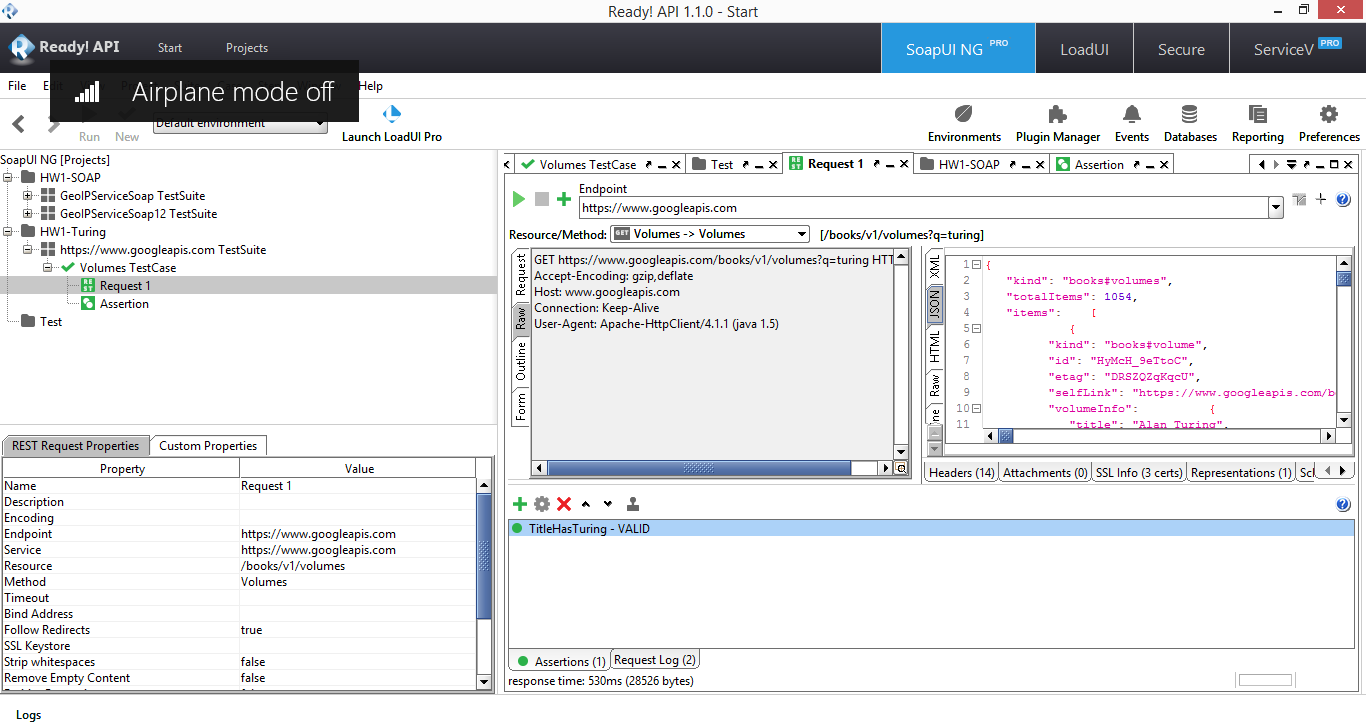 Ready! API 1.1.0 - Start
Ready! API Start Projects SoapUI NG PRO LoadUI Secure ServiceV PRO
File Help
Airplane mode off
Run New Default environment Launch LoadUI Pro Environments Plugin Manager Events Databases Reporting Preferences
SoapUI NG [Projects]
HW1-SOAP
GeoIPServiceSoap TestSuite
GeoIPServiceSoap12 TestSuite
HW1-Turing
https://www.googleapis.com TestSuite
Volumes TestCase
Request 1
Assertion
Test
REST Request Properties Custom Properties
Property Value
Name Request 1
Description
Encoding
Endpoint https://www.googleapis.com
Service https://www.googleapis.com
Resource /books/v1/volumes
Method Volumes
Timeout
Bind Address
Follow Redirects true
SSL Keystore
Strip whitespaces false
Remove Empty Content false
Volumes TestCase Test Request 1 HW1-SOAP Assertion
Endpoint
https://www.googleapis.com
Resource/Method: GET Volumes -> Volumes [/books/v1/volumes?q=turing]
Request
Raw
Outline
Form
GET https://www.googleapis.com/books/v1/volumes?q=turing HTT
Accept-Encoding: gzip,deflate
Host: www.googleapis.com
Connection: Keep-Alive
User-Agent: Apache-HttpClient/4.1.1 (java 1.5)
XML
JSON
HTML
Raw
1 {
2 "kind": "books#volumes",
3 "totalItems": 1054,
4 "items": [
5 {
6 "kind": "books#volume",
7 "id": "HyMcH_9eTtoC",
8 "etag": "DRSZQZqKqcU",
9 "selfLink": "https://www.googleapis.com/b
10 "volumeInfo": {
11 "title": "Alan Turing",
Headers (14) Attachments (0) SSL Info (3 certs) Representations (1) Scl
TitleHasTuring - VALID
Assertions (1) Request Log (2)
response time: 530ms (28526 bytes)
Logs